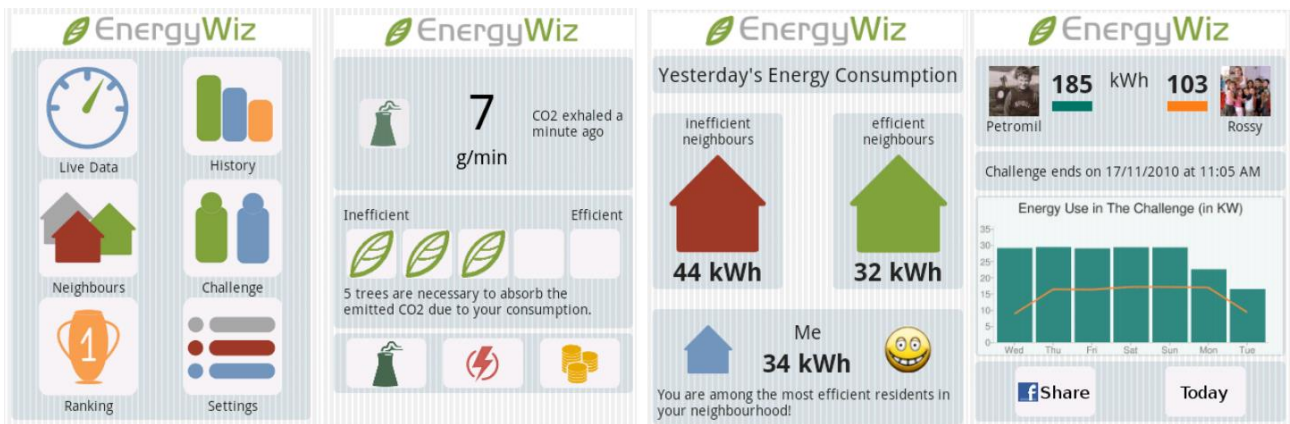 EnergyWiz
Live Data
History
Neighbours
Challenge
1
Ranking
Settings
EnergyWiz
7
g/min
CO2 exhaled a
minute ago
Inefficient
Efficient
5 trees are necessary to absorb the
emitted CO2 due to your consumption.
EnergyWiz
Yesterday's Energy Consumption
inefficient
neighbours
44 kWh
efficient
neighbours
32 kWh
Me
34 kWh
You are among the most efficient residents in
your neighbourhood!
EnergyWiz
185 kWh 103
Petromil
Rossy
Challenge ends on 17/11/2010 at 11:05 AM
Energy Use in The Challenge (in KW)
35
30
25
20
15
10
5
0
Wed Thu Fri Sat Sun Mon Tue
f Share
Today